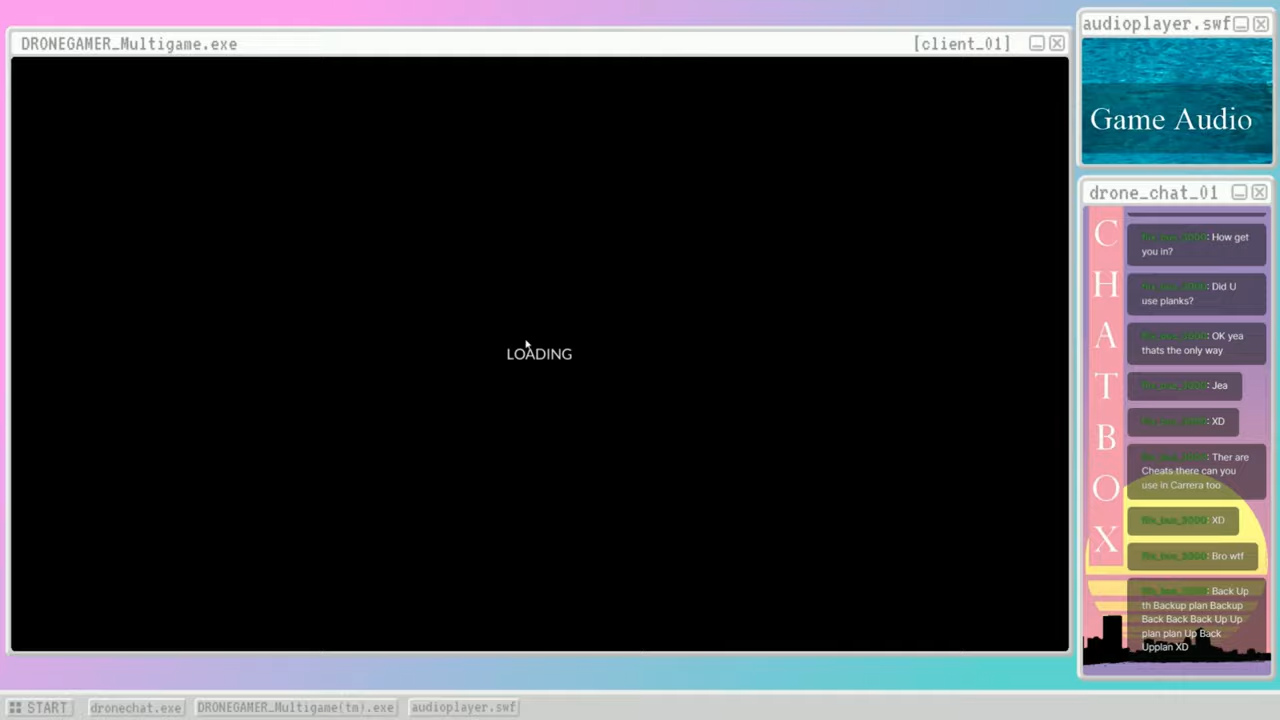 DRONEGAMER_Multigame.exe
[client_01]
LOADING
audioplayer.swf
Game Audio
drone_chat_01
CHATBOX
: How get
you in?
: Did U
use planks?
: OK yea
thats the only way
: Jea
: XD
: Ther are
Cheats there can you
use in Carrera too
: XD
: Bro wtf
: Back Up
th Backup plan Backup
Back Back Back Up Up
plan plan Up Back
Upplan XD
START
dronechat.exe
DRONEGAMER_Multigame(tm).exe
audioplayer.swf